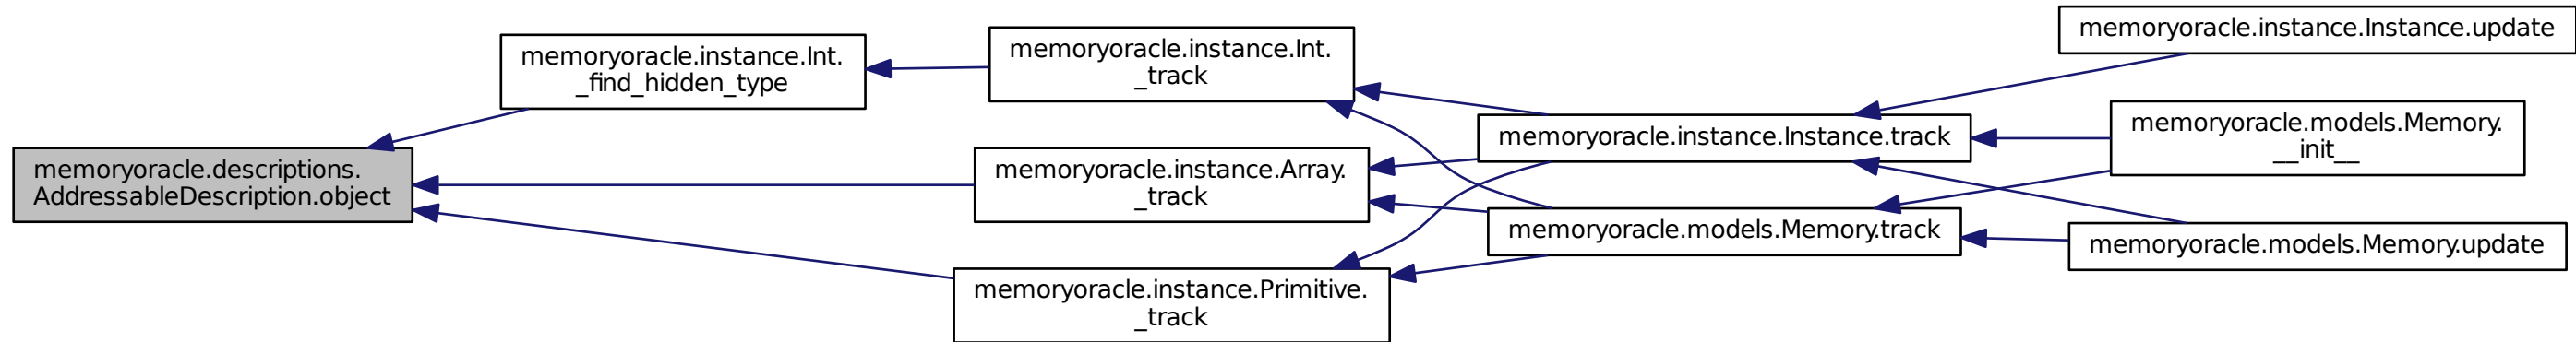 memoryoracle.descriptions.
AddressableDescription.object
memoryoracle.instance.Int.
_find_hidden_type
memoryoracle.instance.Int.
_track
memoryoracle.instance.Array.
_track
memoryoracle.instance.Primitive.
_track
memoryoracle.instance.Instance.track
memoryoracle.models.Memory.track
memoryoracle.instance.Instance.update
memoryoracle.models.Memory.
__init__
memoryoracle.models.Memory.update